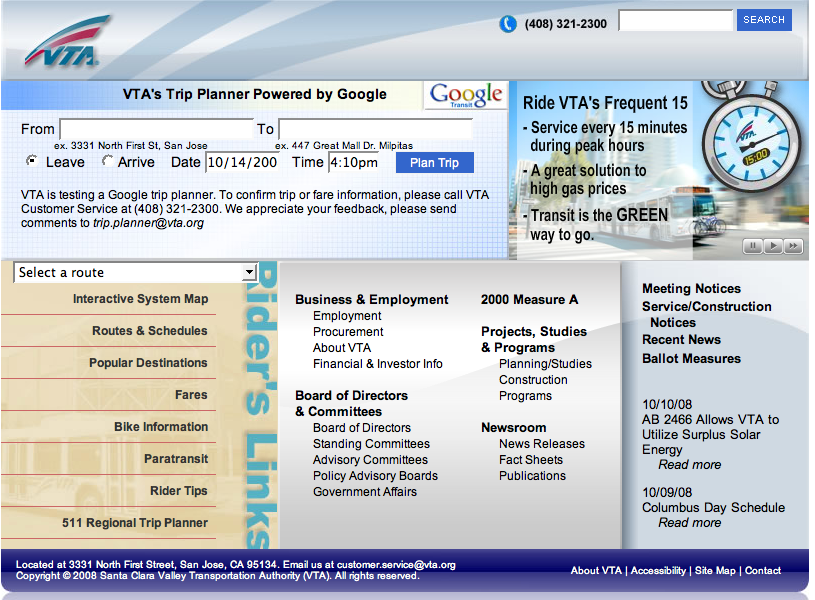 VTA
(408) 321-2300
SEARCH
VTA's Trip Planner Powered by Google
Google
Transit
From
To
ex. 3331 North First St, San Jose
ex. 447 Great Mall Dr. Milpitas
Leave Arrive Date 10/14/200 Time 4:10pm Plan Trip
VTA is testing a Google trip planner. To confirm trip or fare information, please call VTA
Customer Service at (408) 321-2300. We appreciate your feedback, please send
comments to trip.planner@vta.org
Ride VTA's Frequent 15
- Service every 15 minutes
during peak hours
- A great solution to
high gas prices
- Transit is the GREEN
way to go.
VTA
15:00
Select a route
Interactive System Map
Routes & Schedules
Popular Destinations
Fares
Bike Information
Paratransit
Rider Tips
511 Regional Trip Planner
Rider's Links
Business & Employment
Employment
Procurement
About VTA
Financial & Investor Info
Board of Directors
& Committees
Board of Directors
Standing Committees
Advisory Committees
Policy Advisory Boards
Government Affairs
2000 Measure A
Projects, Studies
& Programs
Planning/Studies
Construction
Programs
Newsroom
News Releases
Fact Sheets
Publications
Meeting Notices
Service/Construction
Notices
Recent News
Ballot Measures
10/10/08
AB 2466 Allows VTA to
Utilize Surplus Solar
Energy
Read more
10/09/08
Columbus Day Schedule
Read more
Located at 3331 North First Street, San Jose, CA 95134. Email us at customer.service@vta.org
Copyright © 2008 Santa Clara Valley Transportation Authority (VTA). All rights reserved.
About VTA | Accessibility | Site Map | Contact